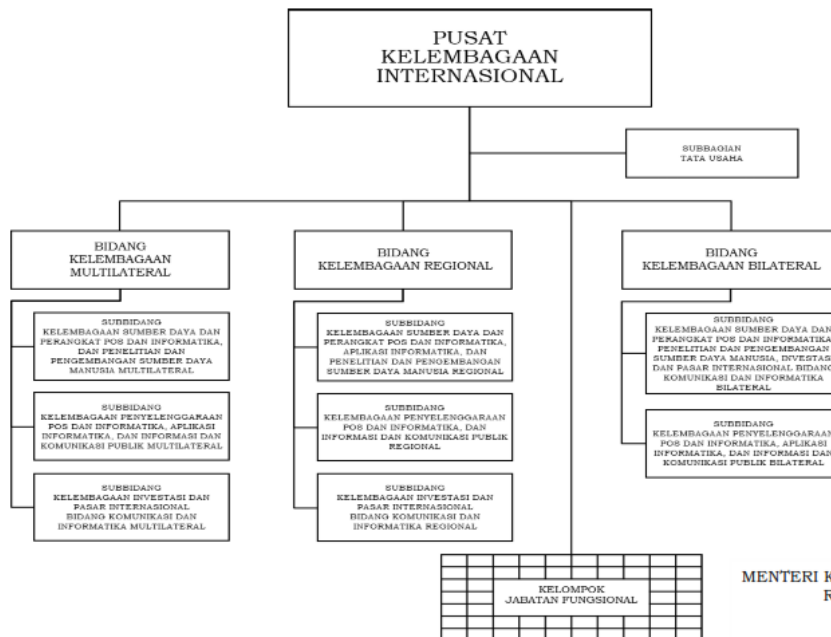 PUSAT
KELEMBAGAAN
INTERNASIONAL
SUBBAGIAN
TATA USAHA
BIDANG
KELEMBAGAAN
MULTILATERAL
SUBBIDANG
KELEMBAGAAN SUMBER DAYA DAN
PERANGKAT POS DAN INFORMATIKA,
DAN PENELITIAN DAN
PENGEMBANGAN SUMBER DAYA
MANUSIA MULTILATERAL
SUBBIDANG
KELEMBAGAAN PENYELENGGARAAN
POS DAN INFORMATIKA, APLIKASI
INFORMATIKA, DAN INFORMASI DAN
KOMUNIKASI PUBLIK MULTILATERAL
SUBBIDANG
KELEMBAGAAN INVESTASI DAN
PASAR INTERNASIONAL
BIDANG KOMUNIKASI DAN
INFORMATIKA MULTILATERAL
BIDANG
KELEMBAGAAN REGIONAL
SUBBIDANG
KELEMBAGAAN SUMBER DAYA DAN
PERANGKAT POS DAN INFORMATIKA,
APLIKASI INFORMATIKA, DAN
PENELITIAN DAN PENGEMBANGAN
SUMBER DAYA MANUSIA REGIONAL
SUBBIDANG
KELEMBAGAAN PENYELENGGARAAN
POS DAN INFORMATIKA, DAN
INFORMASI DAN KOMUNIKASI PUBLIK
REGIONAL
SUBBIDANG
KELEMBAGAAN INVESTASI DAN
PASAR INTERNASIONAL
BIDANG KOMUNIKASI DAN
INFORMATIKA REGIONAL
BIDANG
KELEMBAGAAN BILATERAL
SUBBIDANG
KELEMBAGAAN SUMBER DAYA DAN
PERANGKAT POS DAN INFORMATIKA
PENELITIAN DAN PENGEMBANGAN
SUMBER DAYA MANUSIA, INVESTASI
DAN PASAR INTERNASIONAL BIDANG
KOMUNIKASI DAN INFORMATIKA
BILATERAL
SUBBIDANG
KELEMBAGAAN PENYELENGGARAAN
POS DAN INFORMATIKA, APLIKASI
INFORMATIKA, DAN INFORMASI DAN
KOMUNIKASI PUBLIK BILATERAL
KELOMPOK
JABATAN FUNGSIONAL
MENTERI